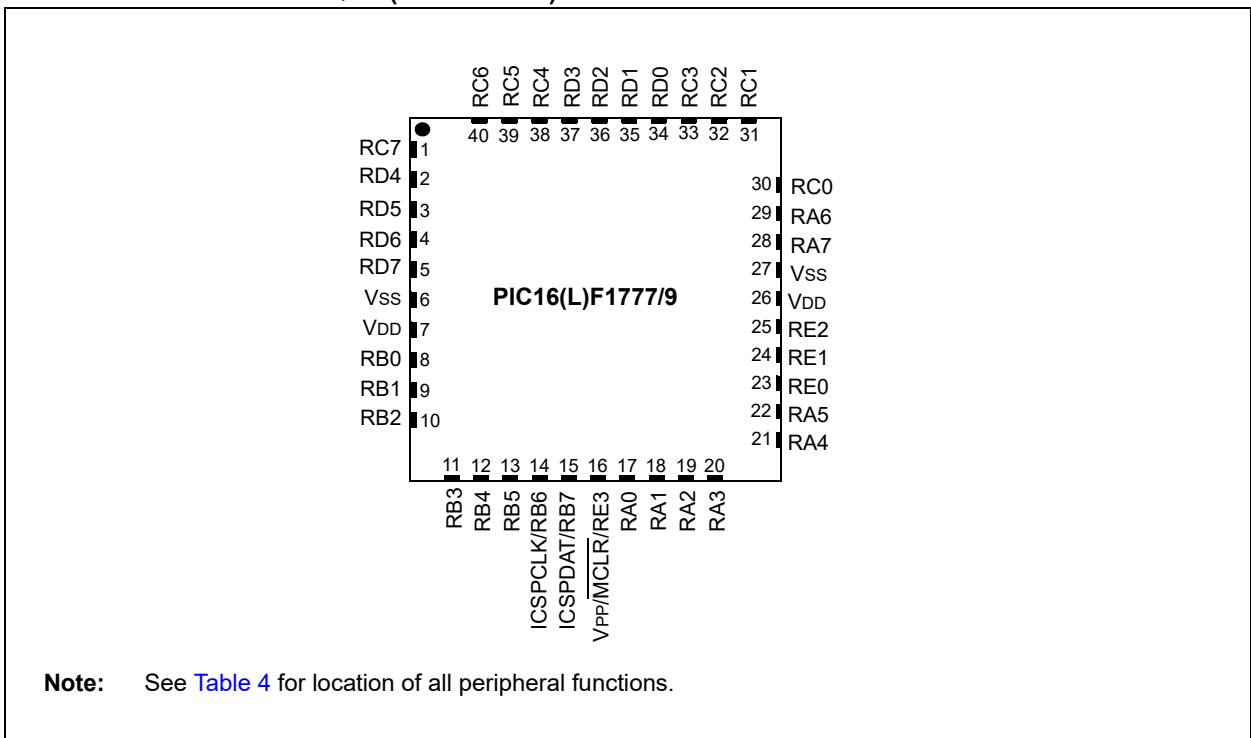 RC6 RC5 RC4 RD3 RD2 RD1 RD0 RC3 RC2 RC1
40 39 38 37 36 35 34 33 32 31
RC7 1
RD4 2
RD5 3
RD6 4
RD7 5
VSS 6
VDD 7
RB0 8
RB1 9
RB2 10
PIC16(L)F1777/9
30 RC0
29 RA6
28 RA7
27 VSS
26 VDD
25 RE2
24 RE1
23 RE0
22 RA5
21 RA4
11 12 13 14 15 16 17 18 19 20
RB3 RB4 RB5 ICSPCLK/RB6 ICSPDAT/RB7 VPP/MCLR/RE3 RA0 RA1 RA2 RA3
Note: See Table 4 for location of all peripheral functions.